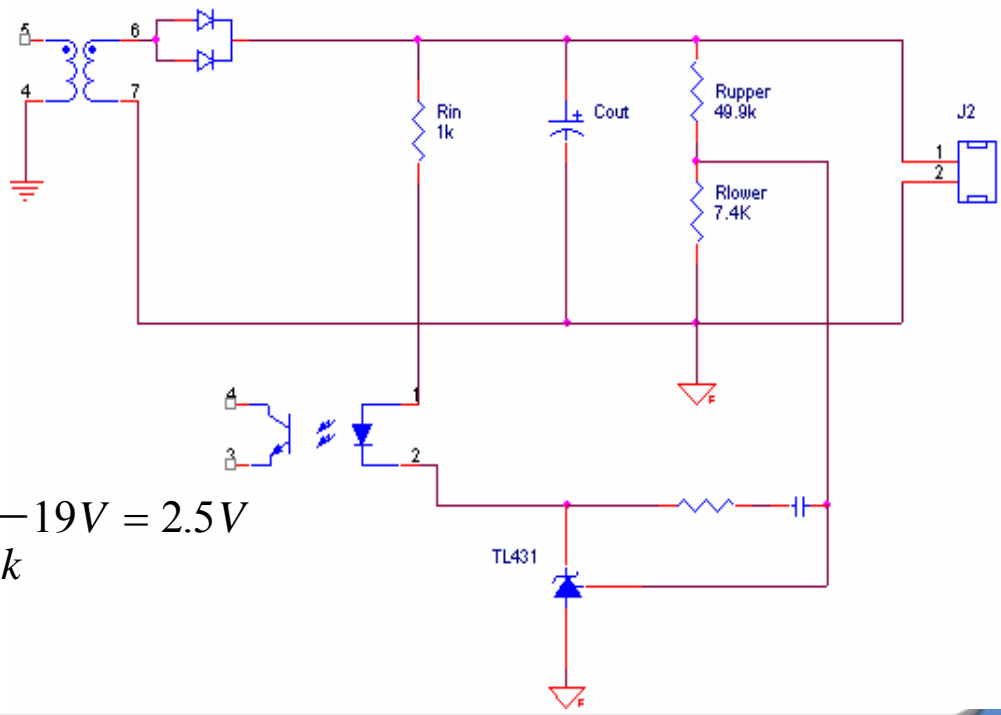 5
6
4
7
Rin
1k
Cout
Rupper
49.9k
Rlower
7.4K
J2
1
2
F
4
3
1
2
−19V = 2.5V
k
TL431
F